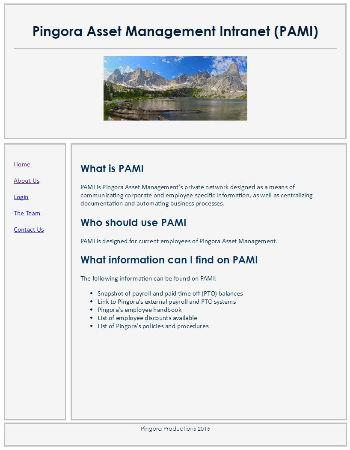 Pingora Asset Management Intranet (PAMI)
Home
About Us
Login
The Team
Contact Us
What is PAMI
PAMI is Pingora Asset Management's private network designed as a means of
communicating corporate and employee specific information, as well as centralizing
documentation and automating business processes.
Who should use PAMI
PAMI is designed for current employees of Pingora Asset Management.
What information can I find on PAMI
The following information can be found on PAMI:
• Snapshot of payroll and paid time off (PTO) balances
• Link to Pingora's external payroll and PTO systems
• Pingora's employee handbook
• List of employee discounts available
• List of Pingora's policies and procedures
Pingora Productions 2015